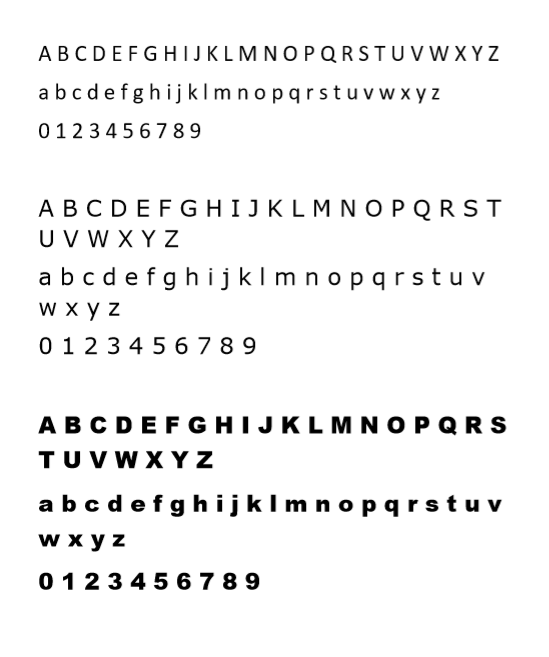 A B C D E F G H I J K L M N O P Q R S T U V W X Y Z
a b c d e f g h i j k l m n o p q r s t u v w x y z
0 1 2 3 4 5 6 7 8 9
A B C D E F G H I J K L M N O P Q R S T
U V W X Y Z
a b c d e f g h i j k l m n o p q r s t u v
w x y z
0 1 2 3 4 5 6 7 8 9
A B C D E F G H I J K L M N O P Q R S
T U V W X Y Z
a b c d e f g h i j k l m n o p q r s t u v
w x y z
0 1 2 3 4 5 6 7 8 9